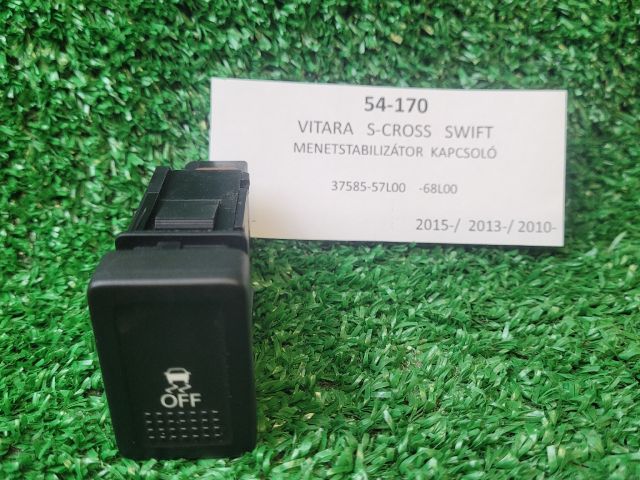 54-170
VITARA S-CROSS SWIFT
MENETSTABILIZÁTOR KAPCSOLÓ
37585-57L00 -68L00
2015-/ 2013-/ 2010-
OFF